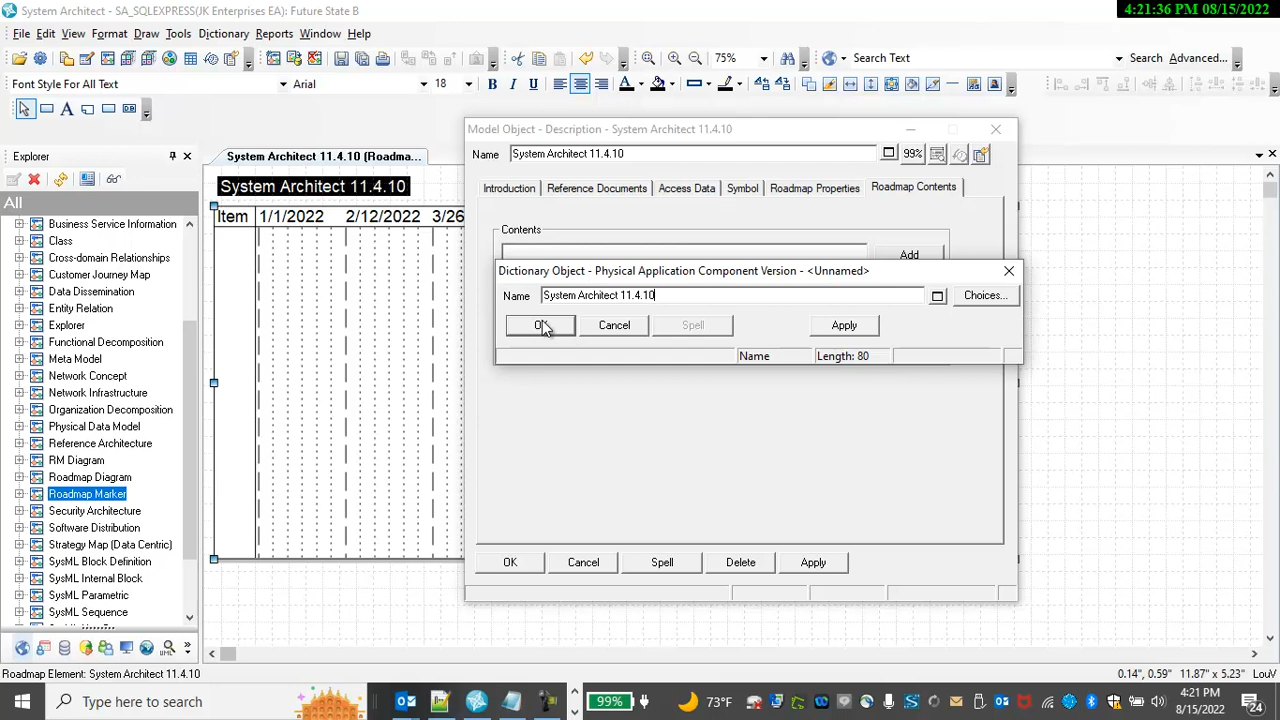 4:21:36 PM 08/15/2022
System Architect - SA_SQLEXPRESS(JK Enterprises EA): Future State B
File Edit View Format Draw Tools Dictionary Reports Window Help
75% Search Text Search Advanced...
Font Style For All Text Arial 18 B I U
Explorer
System Architect 11.4.10 (Roadma...
All
Business Service Information
Class
Cross-domain Relationships
Customer Journey Map
Data Dissemination
Entity Relation
Explorer
Functional Decomposition
Meta Model
Network Concept
Network Infrastructure
Organization Decomposition
Physical Data Model
Reference Architecture
RM Diagram
Roadmap Diagram
Roadmap Marker
Security Architecture
Software Distribution
Strategy Map (Data Centric)
SysML Block Definition
SysML Internal Block
SysML Parametric
SysML Sequence
System Architect 11.4.10
Item 1/1/2022 2/12/2022 3/26
Model Object - Description - System Architect 11.4.10
Name System Architect 11.4.10 99%
Introduction Reference Documents Access Data Symbol Roadmap Properties Roadmap Contents
Contents
Add
Dictionary Object - Physical Application Component Version - <Unnamed>
Name System Architect 11.4.10 Choices...
Cancel Spell Apply
Name Length: 80
OK Cancel Spell Delete Apply
Roadmap Element: System Architect 11.4.10 0.14", 0.59" 11.87" x 5.23" LouV
Type here to search 99% 73°F 4:21 PM
8/15/2022 24